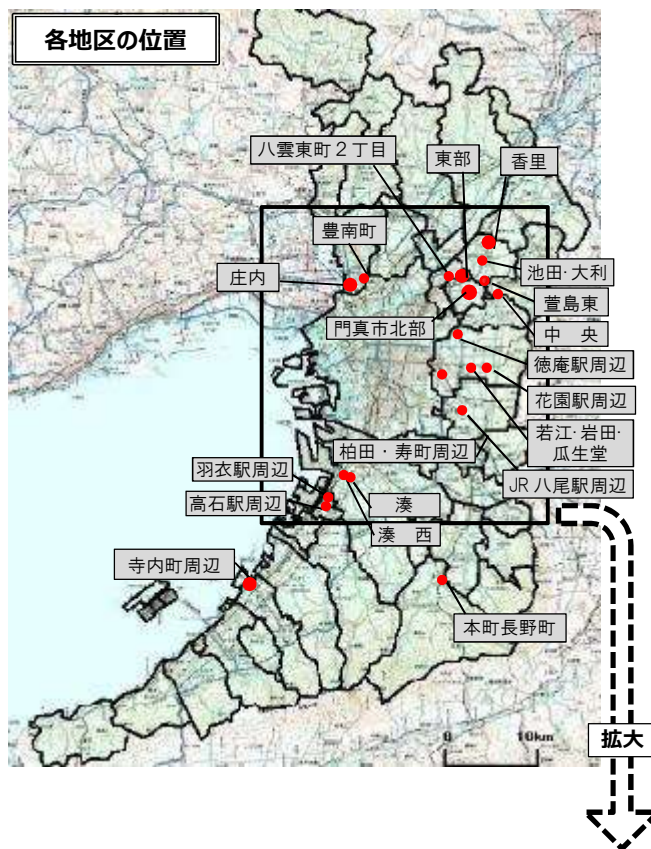 各地区の位置
八雲東町２丁目
東部
香里
豊南町
庄内
池田･大利
萱島東
門真市北部
中　央
徳庵駅周辺
花園駅周辺
若江･岩田･
瓜生堂
柏田・寿町周辺
JR八尾駅周辺
羽衣駅周辺
高石駅周辺
湊
湊　西
寺内町周辺
本町長野町
0　10km
拡大